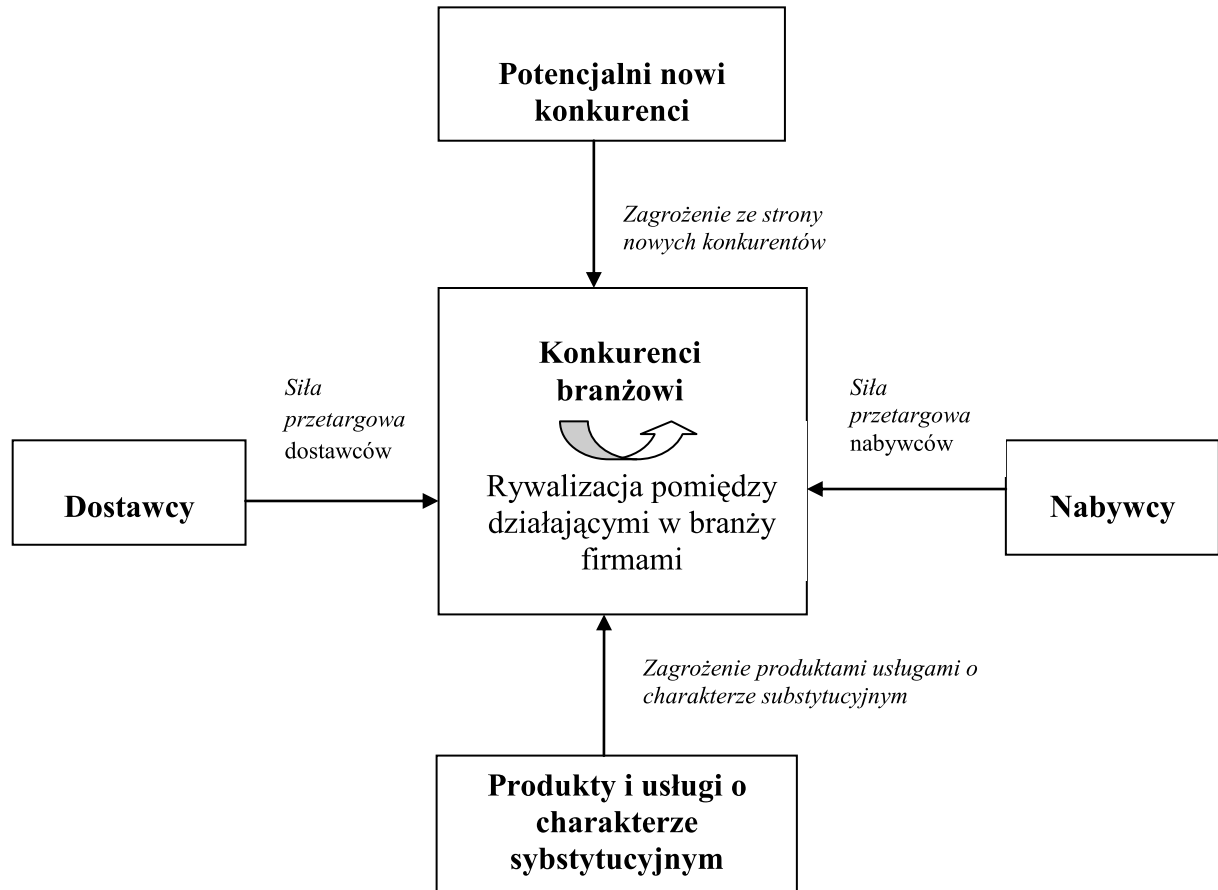 Potencjalni nowi
konkurenci
Zagrożenie ze strony
nowych konkurentów
Konkurenci
branżowi
Siła
przetargowa
dostawców
Siła
przetargowa
nabywców
Dostawcy
Rywalizacja pomiędzy
działającymi w branży
firmami
Nabywcy
Zagrożenie produktami usługami o
charakterze substytucyjnym
Produkty i usługi o
charakterze
sybstytucyjnym